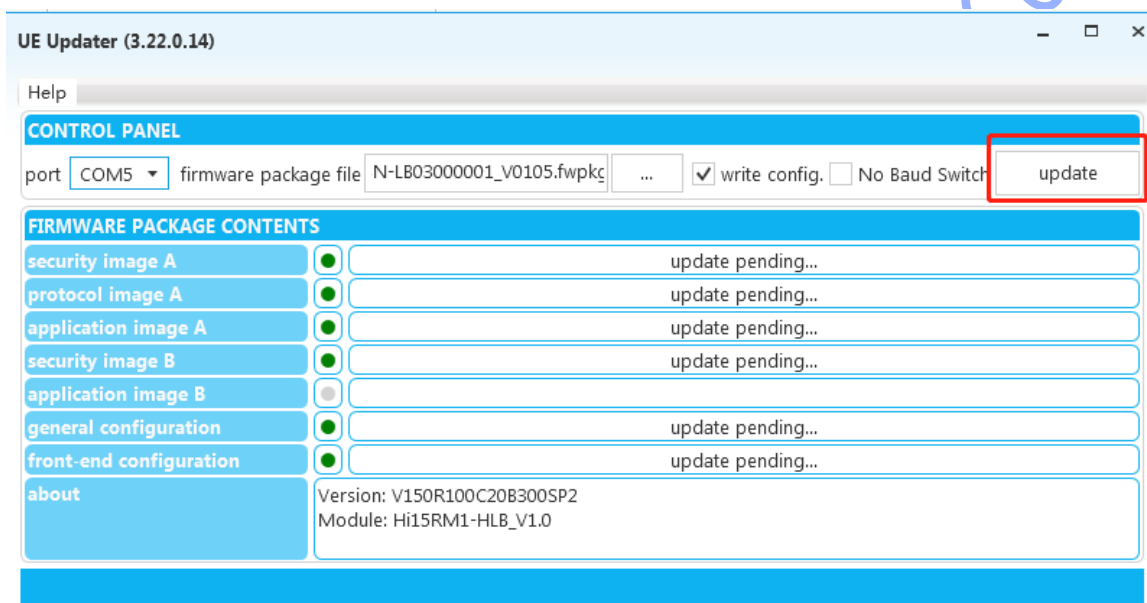 UE Updater (3.22.0.14)
Help
CONTROL PANEL
port COM5 firmware package file N-LB03000001_V0105.fwpkg ... write config. No Baud Switch update
FIRMWARE PACKAGE CONTENTS
security image A update pending...
protocol image A update pending...
application image A update pending...
security image B update pending...
application image B
general configuration update pending...
front-end configuration update pending...
about Version: V150R100C20B300SP2
Module: Hi15RM1-HLB_V1.0